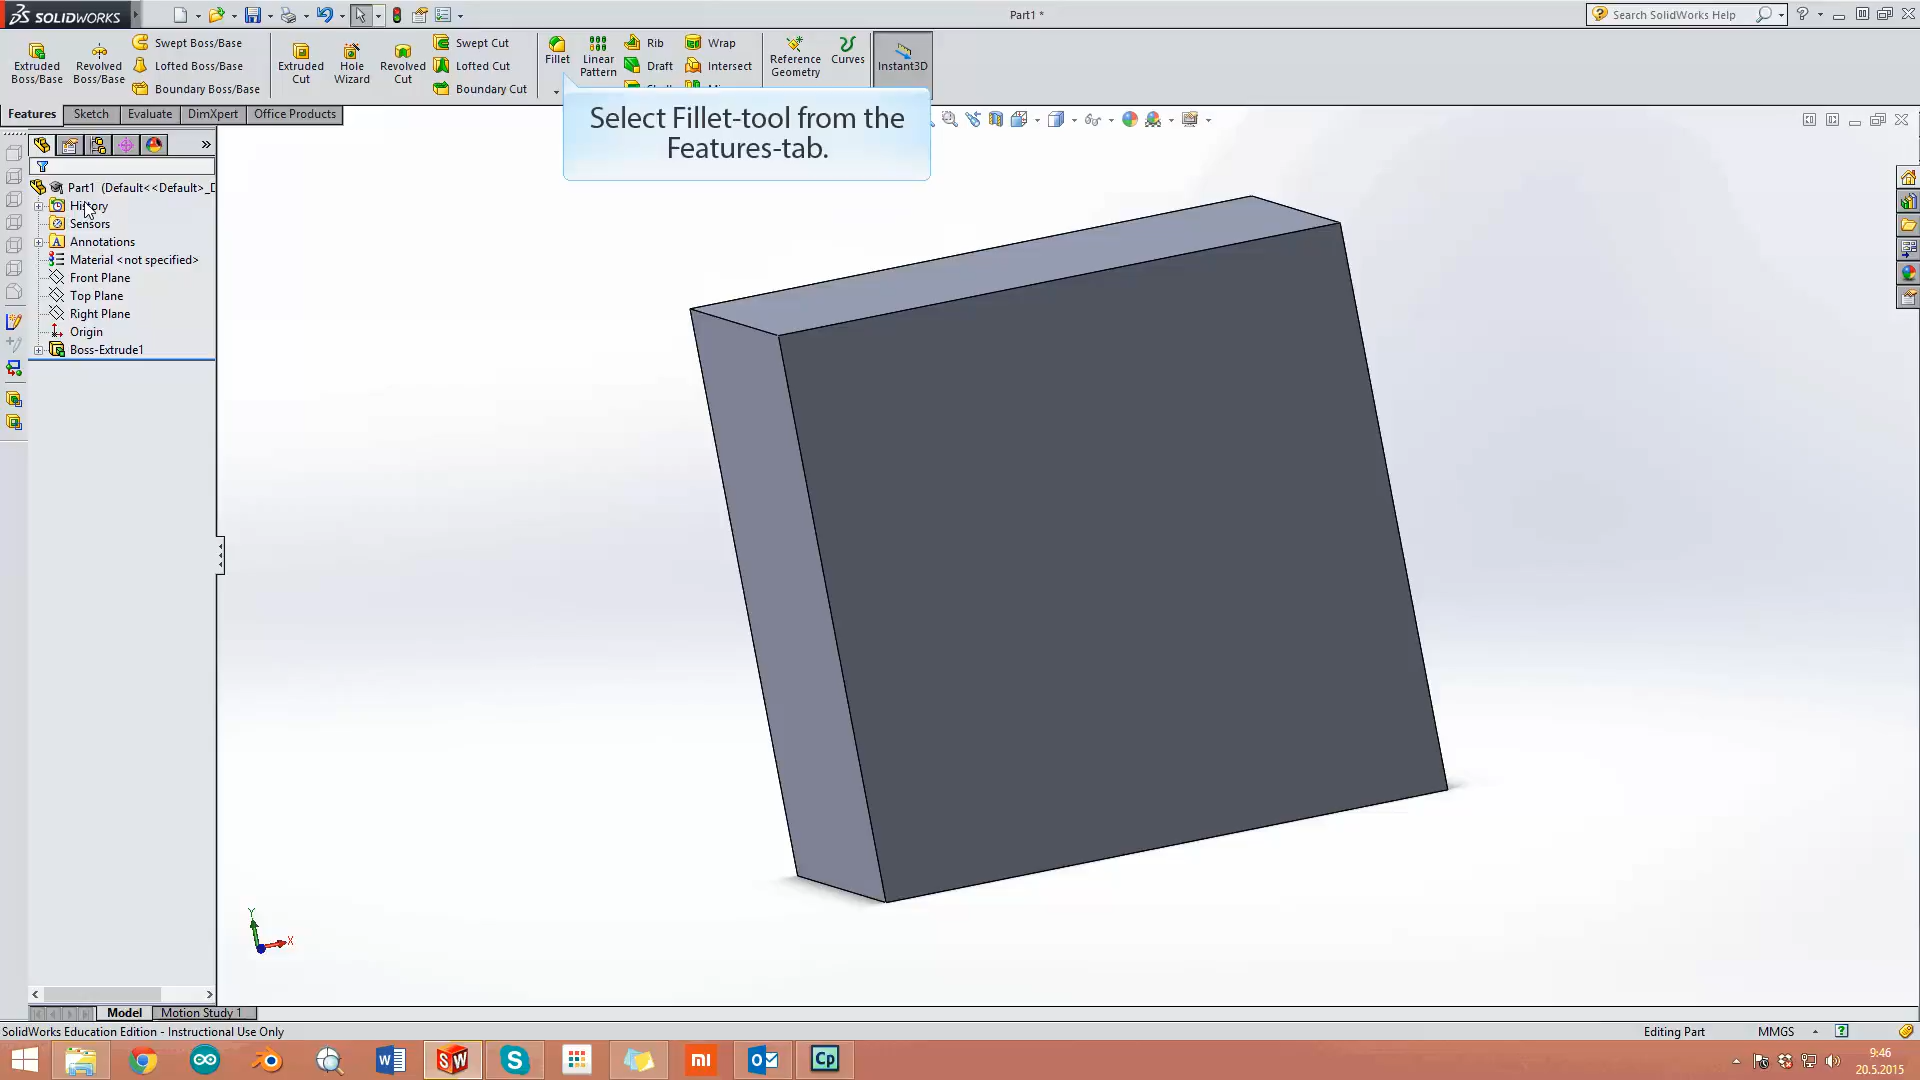 SOLIDWORKS
Part1 *
Search SolidWorks Help
Extruded Boss/Base
Revolved Boss/Base
Swept Boss/Base
Lofted Boss/Base
Boundary Boss/Base
Extruded Cut
Hole Wizard
Revolved Cut
Swept Cut
Lofted Cut
Boundary Cut
Fillet
Linear Pattern
Rib
Draft
Wrap
Intersect
Reference Geometry
Curves
Instant3D
Features
Sketch
Evaluate
DimXpert
Office Products
Select Fillet-tool from the
Features-tab.
Part1 (Default<<Default>_D
History
Sensors
Annotations
Material <not specified>
Front Plane
Top Plane
Right Plane
Origin
Boss-Extrude1
Y
X
Model
Motion Study 1
SolidWorks Education Edition - Instructional Use Only
Editing Part
MMGS
9:46
20.5.2015